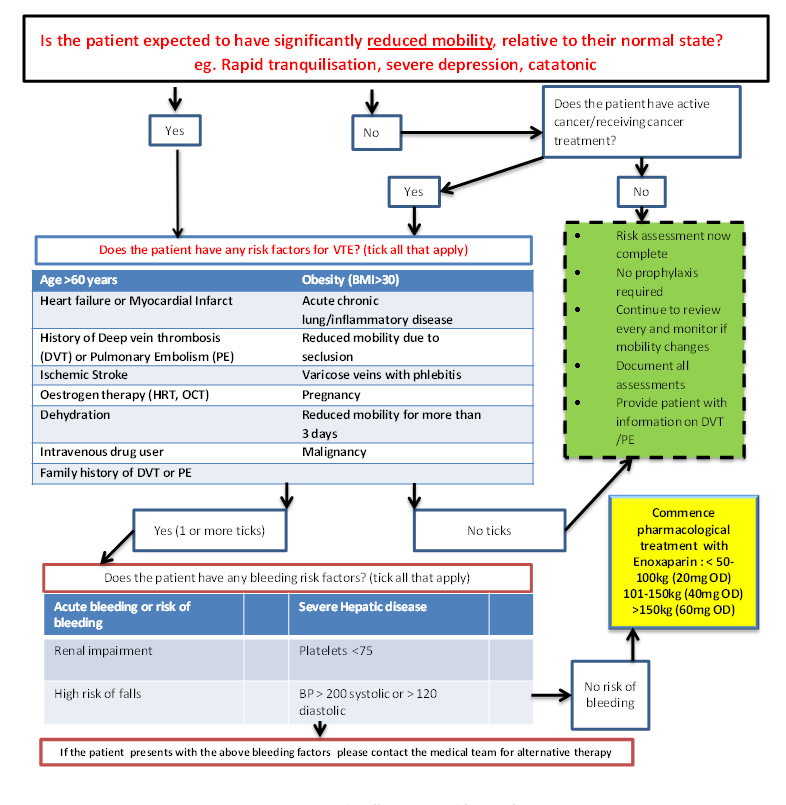 Is the patient expected to have significantly reduced mobility, relative to their normal state?
eg. Rapid tranquilisation, severe depression, catatonic
Yes
No
Does the patient have active
cancer/receiving cancer
treatment?
Yes
No
Does the patient have any risk factors for VTE? (tick all that apply)
Age >60 years
Obesity (BMI>30)
Heart failure or Myocardial Infarct
Acute chronic
lung/inflammatory disease
History of Deep vein thrombosis
(DVT) or Pulmonary Embolism (PE)
Reduced mobility due to
seclusion
Ischemic Stroke
Varicose veins with phlebitis
Oestrogen therapy (HRT, OCT)
Pregnancy
Dehydration
Reduced mobility for more than
3 days
Intravenous drug user
Malignancy
Family history of DVT or PE
• Risk assessment now
complete
• No prophylaxis
required
• Continue to review
every and monitor if
mobility changes
• Document all
assessments
• Provide patient with
information on DVT
/PE
Yes (1 or more ticks)
No ticks
Does the patient have any bleeding risk factors? (tick all that apply)
Acute bleeding or risk of
bleeding
Severe Hepatic disease
Renal impairment
Platelets <75
High risk of falls
BP > 200 systolic or > 120
diastolic
No risk of
bleeding
Commence
pharmacological
treatment with
Enoxaparin : < 50-
100kg (20mg OD)
101-150kg (40mg OD)
>150kg (60mg OD)
If the patient presents with the above bleeding factors please contact the medical team for alternative therapy